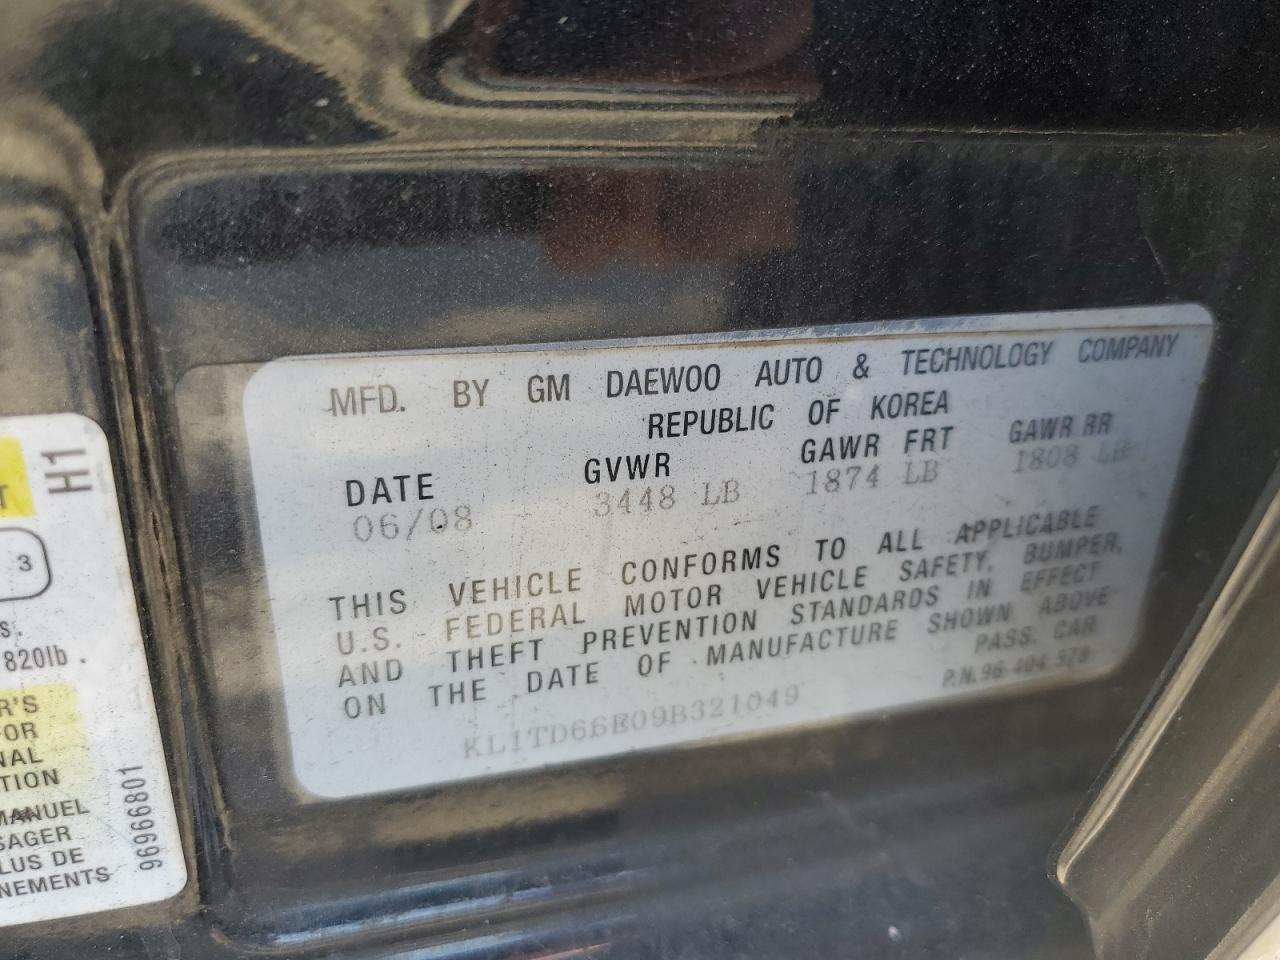 MFD. BY GM DAEWOO AUTO & TECHNOLOGY COMPANY
REPUBLIC OF KOREA
DATE GVWR GAWR FRT GAWR RR
06/08 3448 LB 1874 LB 1808 LB
THIS VEHICLE CONFORMS TO ALL APPLICABLE
U.S. FEDERAL MOTOR VEHICLE SAFETY, BUMPER,
AND THEFT PREVENTION STANDARDS IN EFFECT
ON THE DATE OF MANUFACTURE SHOWN ABOVE
PASS. CAR
KL1TD66E09B321049
P.N. 96 404 378
H1
T
3
S.
820lb.
R'S
FOR
NAL
TION
MANUEL
SAGER
LUS DE
NEMENTS
96966801